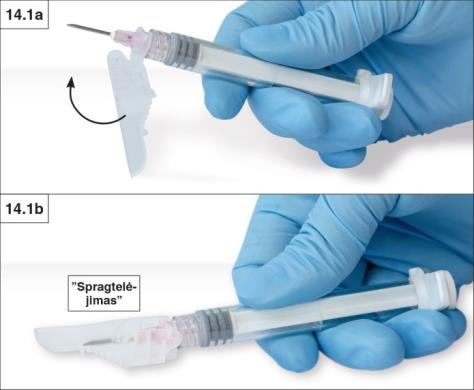 14.1a
14.1b
”Spragtelė-
jimas”